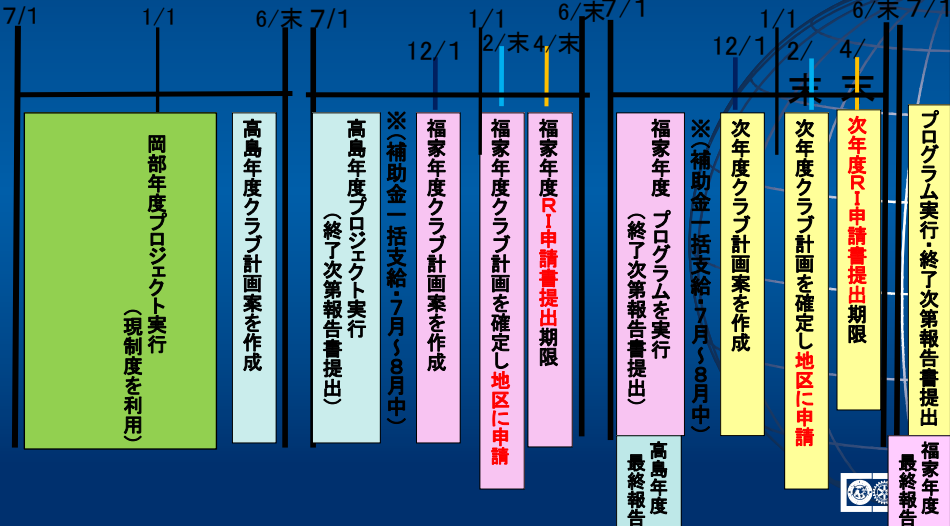 7/1
1/1
6/末
7/1
12/1
1/1
2/末
4/末
6/末
7/1
12/1
1/1
2/末
4/末
6/末
7/1
岡部年度プロジェクト実行
(現制度を利用)
高島年度クラブ計画案を作成
高島年度プロジェクト実行
(終了次第報告書提出)
※(補助金一括支給・7月~8月中)
福家年度クラブ計画案を作成
福家年度クラブ計画を確定し地区に申請
福家年度RI申請書提出期限
福家年度 プログラムを実行
(終了次第報告書提出)
高島年度
最終報告
※(補助金一括支給・7月~8月中)
次年度クラブ計画案を作成
次年度クラブ計画を確定し地区に申請
次年度RI申請書提出期限
プログラム実行・終了次第報告書提出
福家年度
最終報告